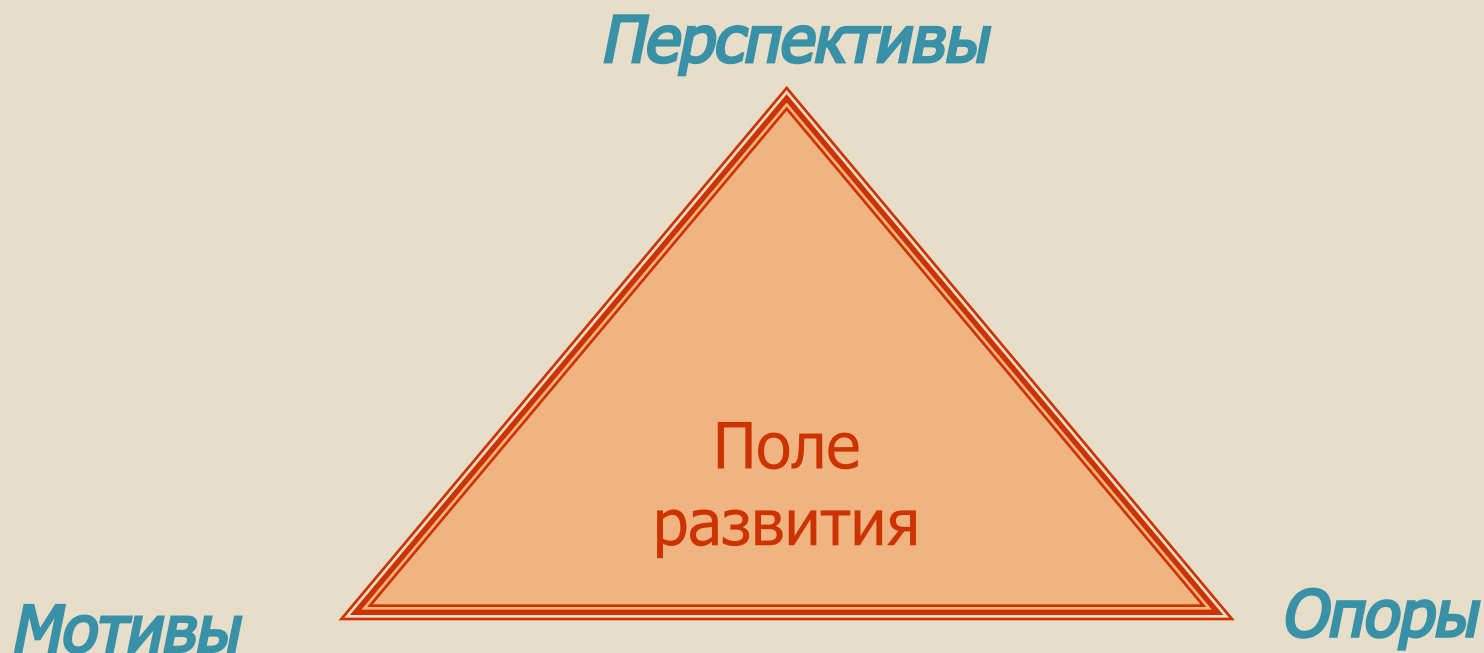 Перспективы
Поле
развития
Мотивы
Опоры